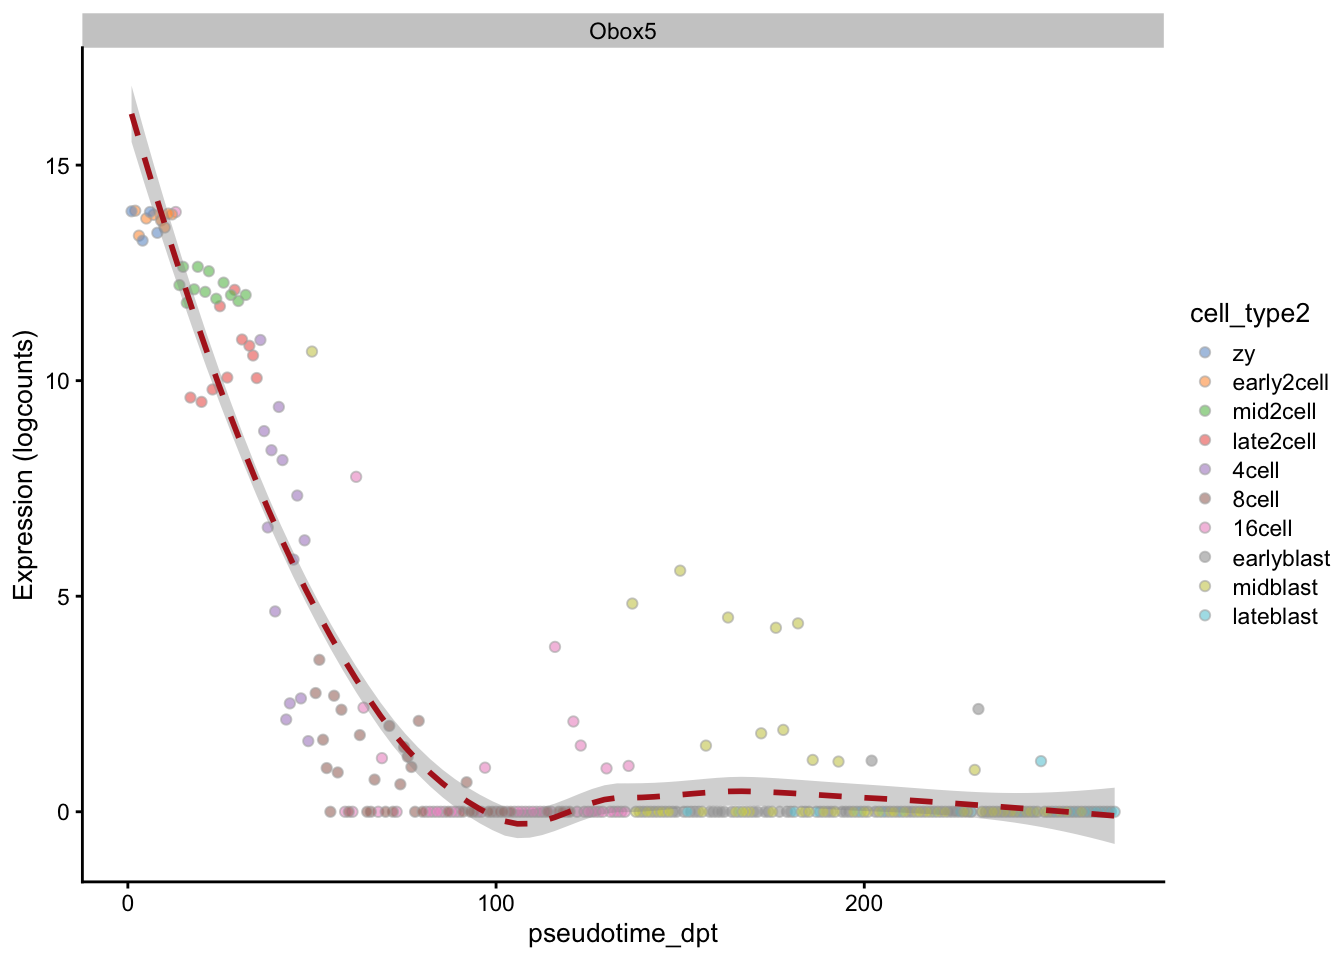 Obox5
Expression (logcounts)
15
10
5
0
0 100 200
pseudotime_dpt
cell_type2
zy
early2cell
mid2cell
late2cell
4cell
8cell
16cell
earlyblast
midblast
lateblast